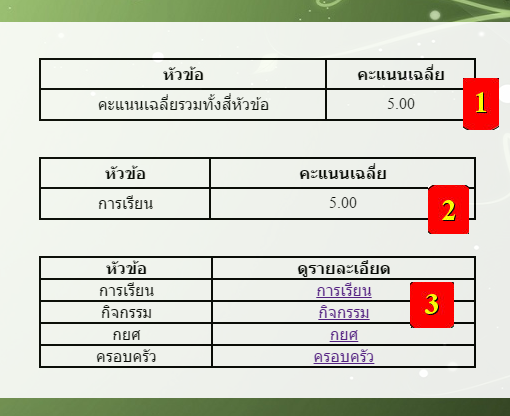 หัวข้อ คะแนนเฉลี่ย
คะแนนเฉลี่ยรวมทั้งสี่หัวข้อ 5.00
1
หัวข้อ คะแนนเฉลี่ย
การเรียน 5.00
2
หัวข้อ ดูรายละเอียด
การเรียน การเรียน
กิจกรรม กิจกรรม
3
กยศ กยศ
ครอบครัว ครอบครัว